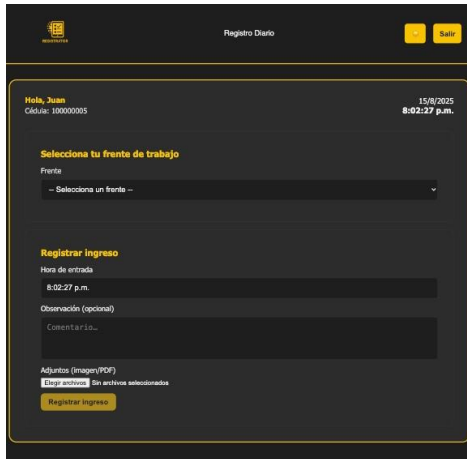 REGISTRATOR
Registro Diario
Salir
Hola, Juan
Cédula: 100000005
15/8/2025
8:02:27 p.m.
Selecciona tu frente de trabajo
Frente
-- Selecciona un frente --
Registrar ingreso
Hora de entrada
8:02:27 p.m.
Observación (opcional)
Comentario…
Adjuntos (imagen/PDF)
Elegir archivos Sin archivos seleccionados
Registrar ingreso